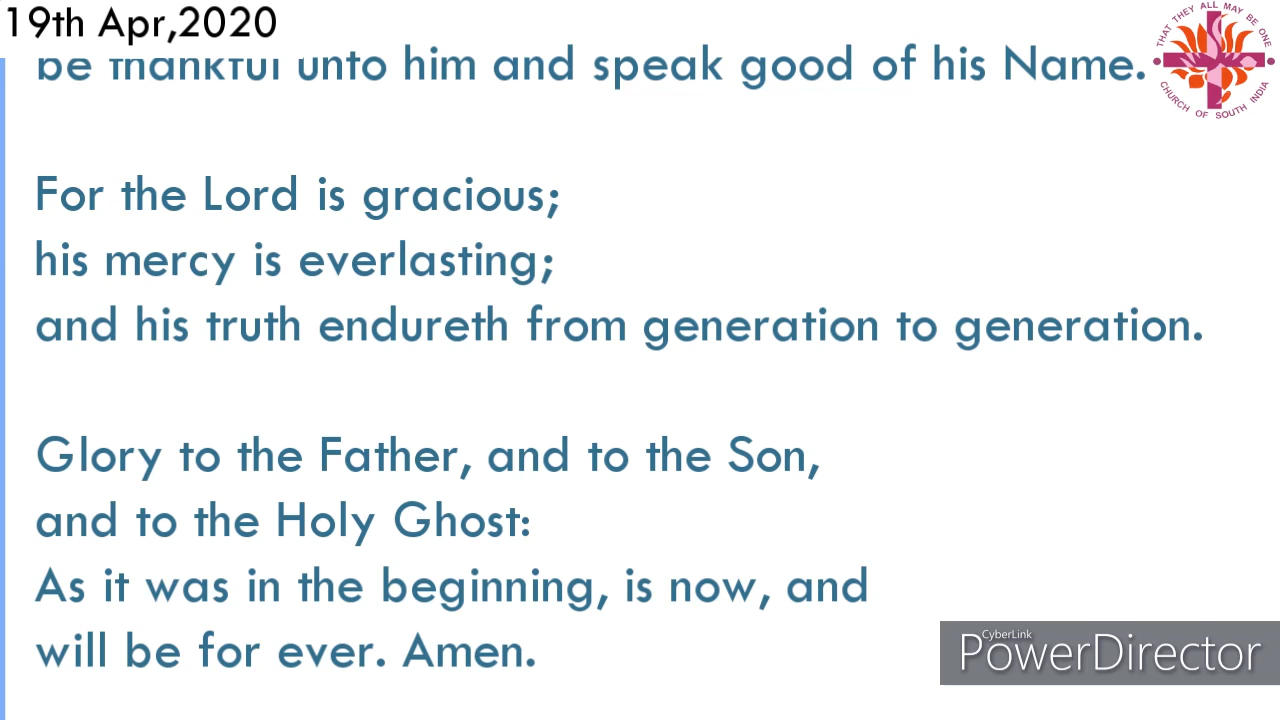 19th Apr,2020
be thankful unto him and speak good of his Name.
THAT THEY ALL MAY BE ONE
CHURCH OF SOUTH INDIA
For the Lord is gracious;
his mercy is everlasting;
and his truth endureth from generation to generation.
Glory to the Father, and to the Son,
and to the Holy Ghost:
As it was in the beginning, is now, and
will be for ever. Amen.
CyberLink
PowerDirector